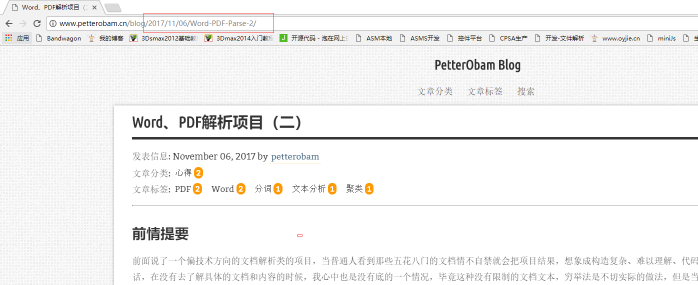 Word、PDF解析项目（
www.petterobam.cn/blog/2017/11/06/Word-PDF-Parse-2/
应用 Bandwagon 我的博客 3Dsmax2012基础 3Dmax2014入门 开源代码 - 泡在网上 ASM本地 ASM5开发 控件平台 CPSA生产 开发-文件解析 www.oyjie.cn miniJs
PetterObam Blog
文章分类 文章标签 搜索
Word、PDF解析项目（二）
发表信息: November 06, 2017 by petterobam
文章分类: 心得 2
文章标签: PDF 2 Word 2 分词 1 文本分析 1 聚类 1
前情提要
前面说了一个偏技术方向的文档解析类的项目，当普通人看到那些五花八门的文档情不自禁就会把项目结果，想象成构造复杂、难以理解、代码
话，在没有去了解具体的文档和内容的时候，我心中也是没有底的一个情况，毕竟这种没有限制的文档文本，穷举法是不切实际的做法，但是当